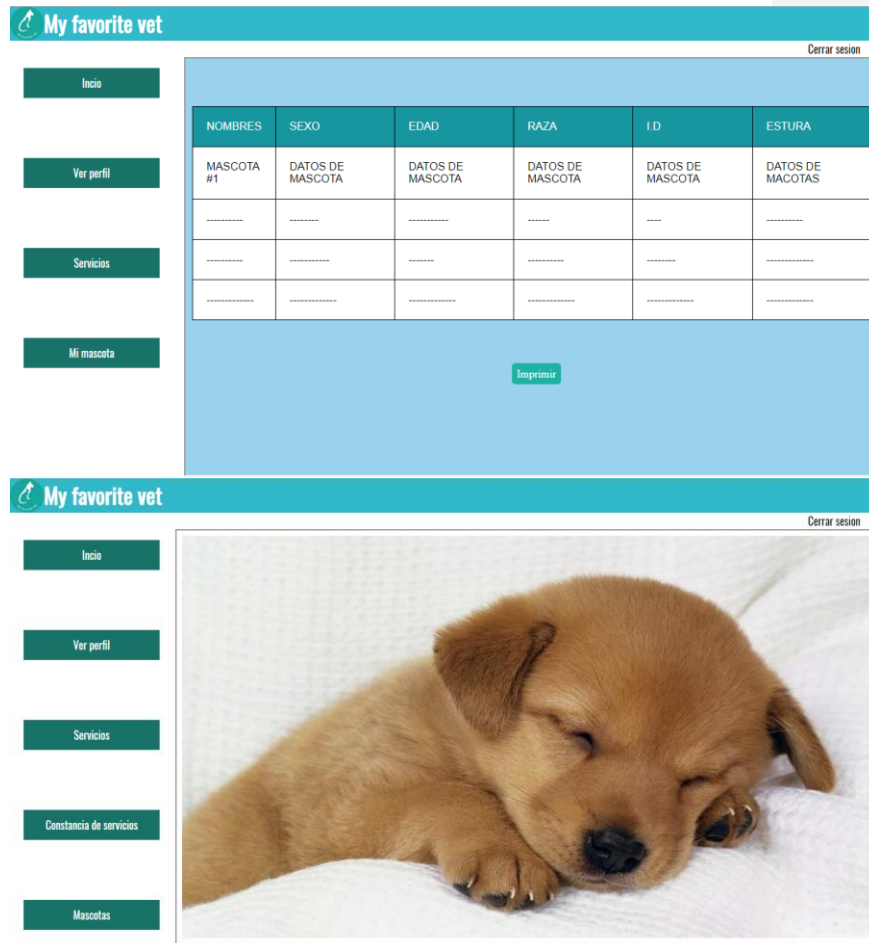 My favorite vet
Cerrar sesion
Incio
Ver perfil
Servicios
Mi mascota
NOMBRES SEXO EDAD RAZA I.D ESTURA
MASCOTA DATOS DE DATOS DE DATOS DE DATOS DE DATOS DE
#1 MASCOTA MASCOTA MASCOTA MASCOTA MACOTAS
---------- -------- ----------- ------ ---- ----------
---------- ----------- ------- ---------- -------- -------------
------------- ------------- ------------- ------------- ------------- -------------
Imprimir
My favorite vet
Cerrar sesion
Incio
Ver perfil
Servicios
Constancia de servicios
Mascotas